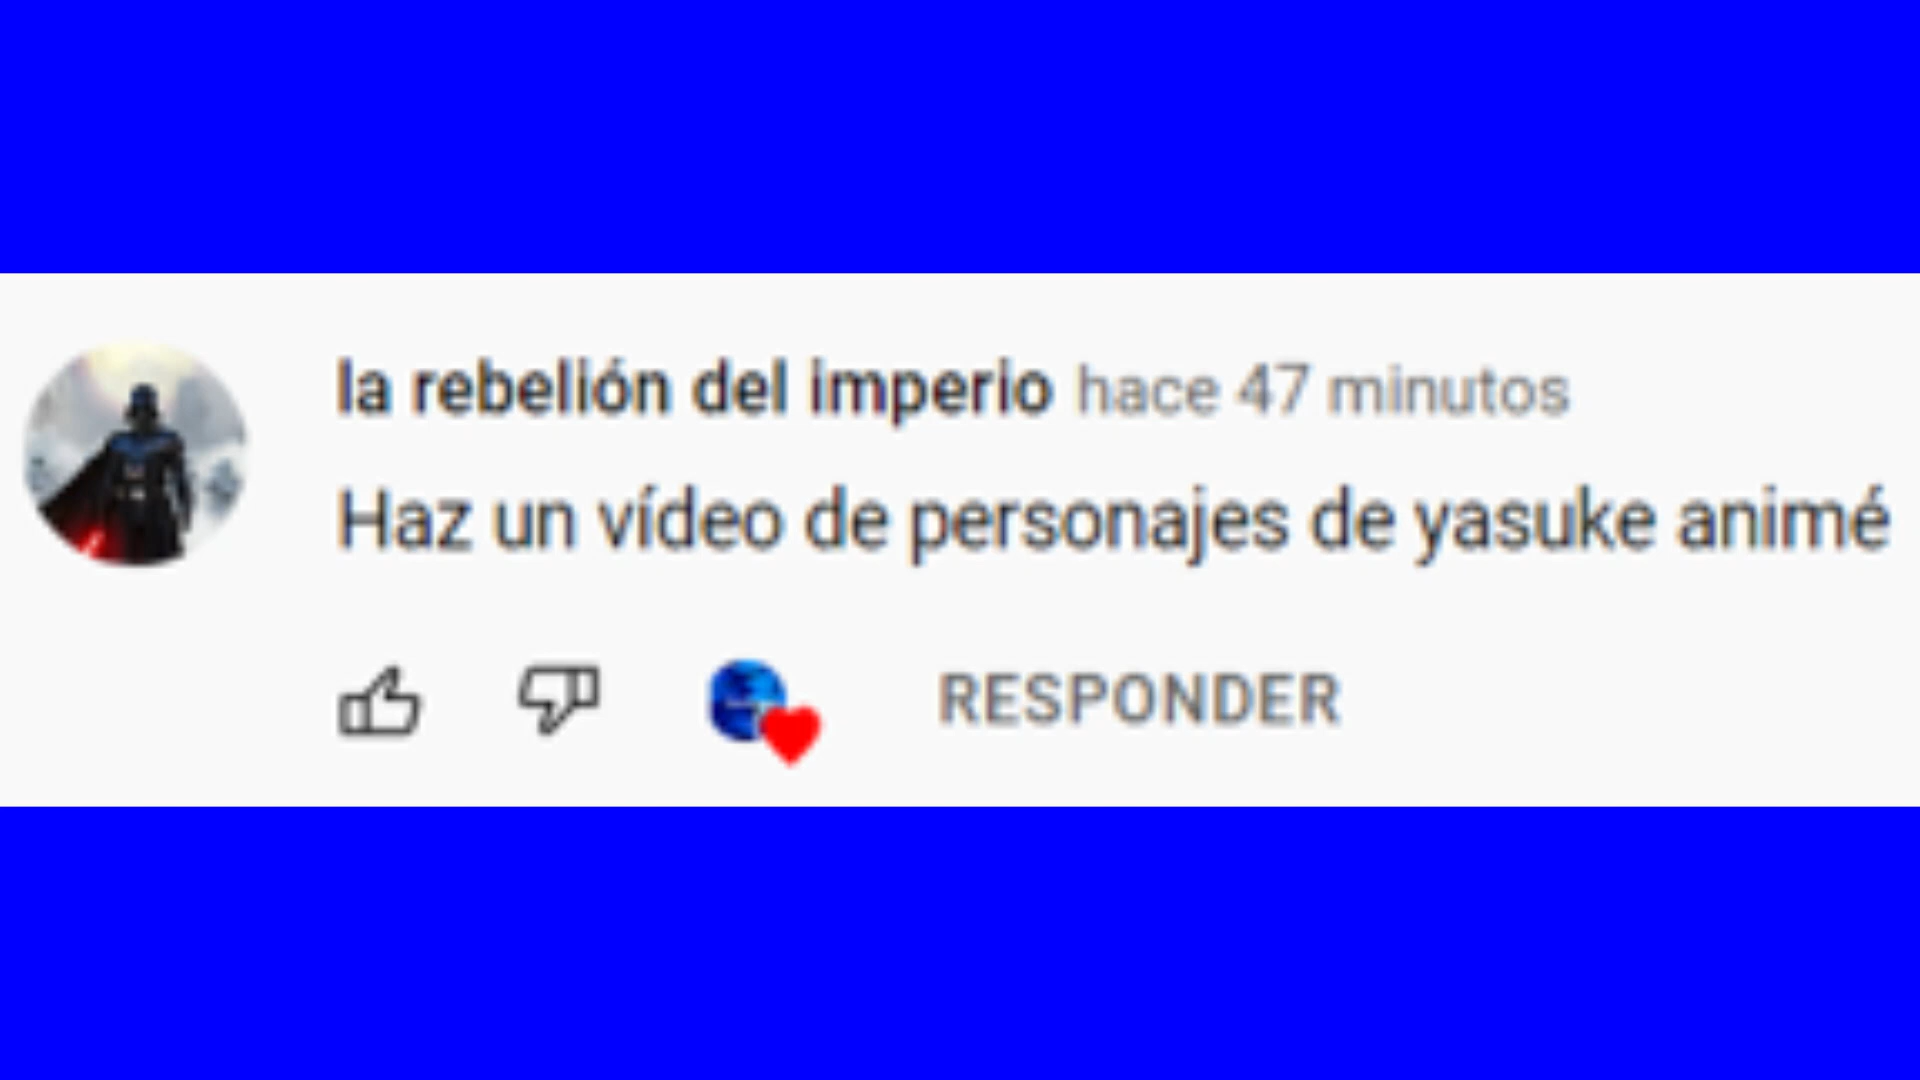 la rebelión del imperio hace 47 minutos
Haz un vídeo de personajes de yasuke animé
RESPONDER